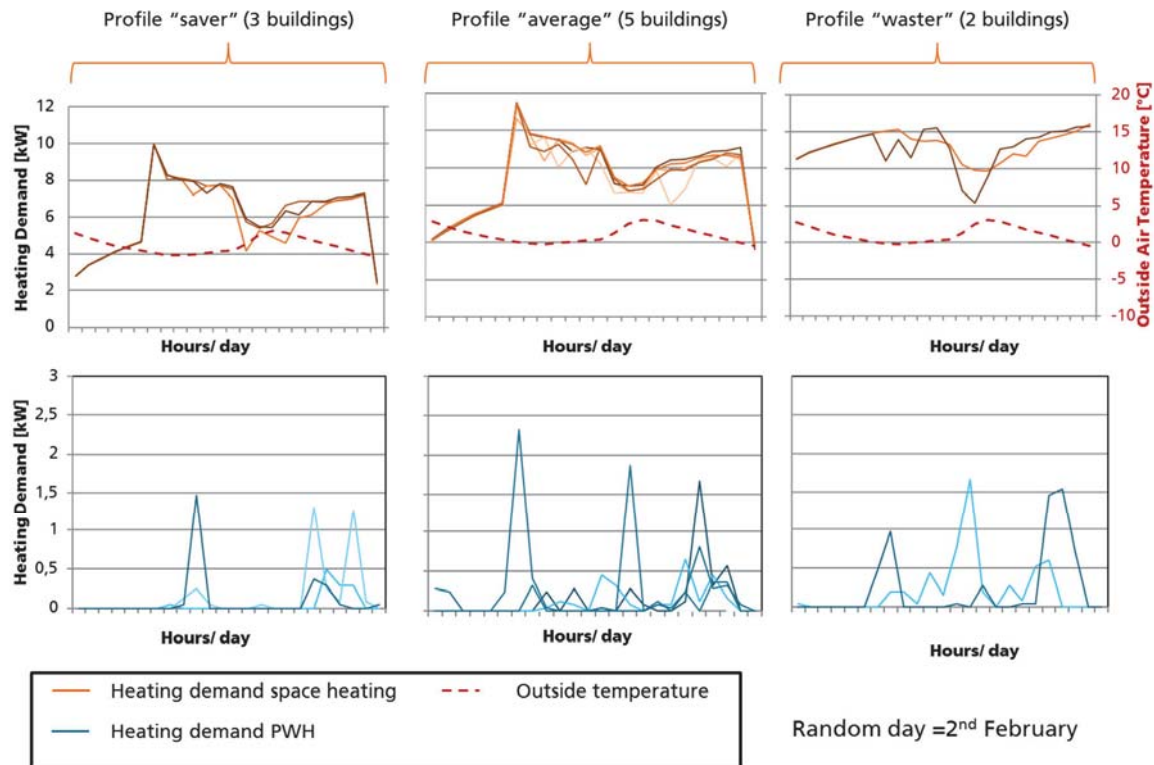 Profile “saver” (3 buildings)
Profile “average” (5 buildings)
Profile “waster” (2 buildings)
Heating Demand [kW]
12
10
8
6
4
2
0
20
15
10
5
0
-5
-10
Outside Air Temperature [°C]
Hours/ day
Hours/ day
Hours/ day
Heating Demand [kW]
3
2,5
2
1,5
1
0,5
0
Hours/ day
Hours/ day
Hours/ day
Heating demand space heating
Outside temperature
Heating demand PWH
Random day =2nd February